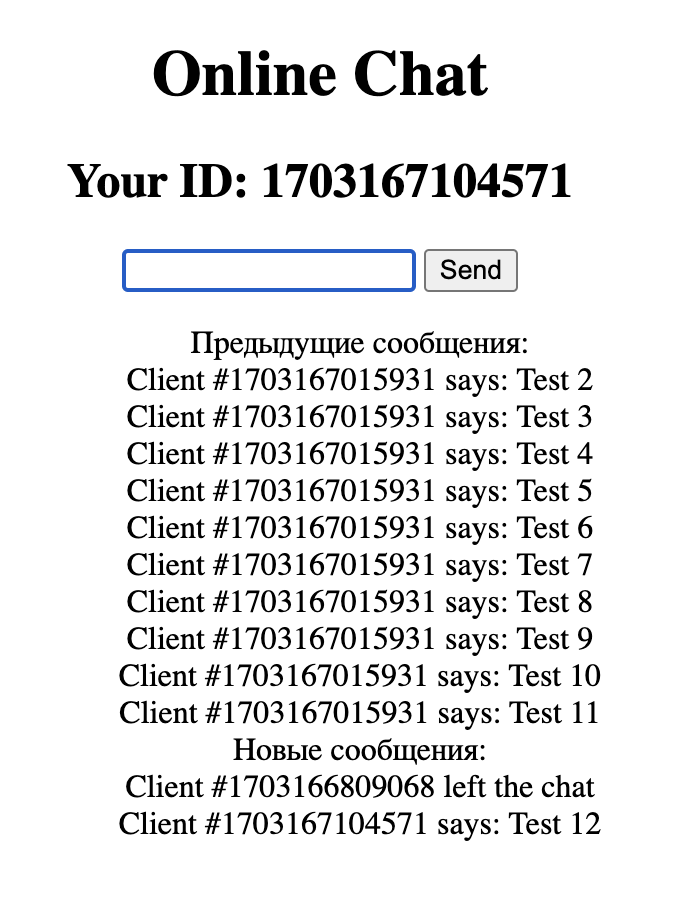 Online Chat
Your ID: 1703167104571
Send
Предыдущие сообщения:
Client #1703167015931 says: Test 2
Client #1703167015931 says: Test 3
Client #1703167015931 says: Test 4
Client #1703167015931 says: Test 5
Client #1703167015931 says: Test 6
Client #1703167015931 says: Test 7
Client #1703167015931 says: Test 8
Client #1703167015931 says: Test 9
Client #1703167015931 says: Test 10
Client #1703167015931 says: Test 11
Новые сообщения:
Client #1703166809068 left the chat
Client #1703167104571 says: Test 12